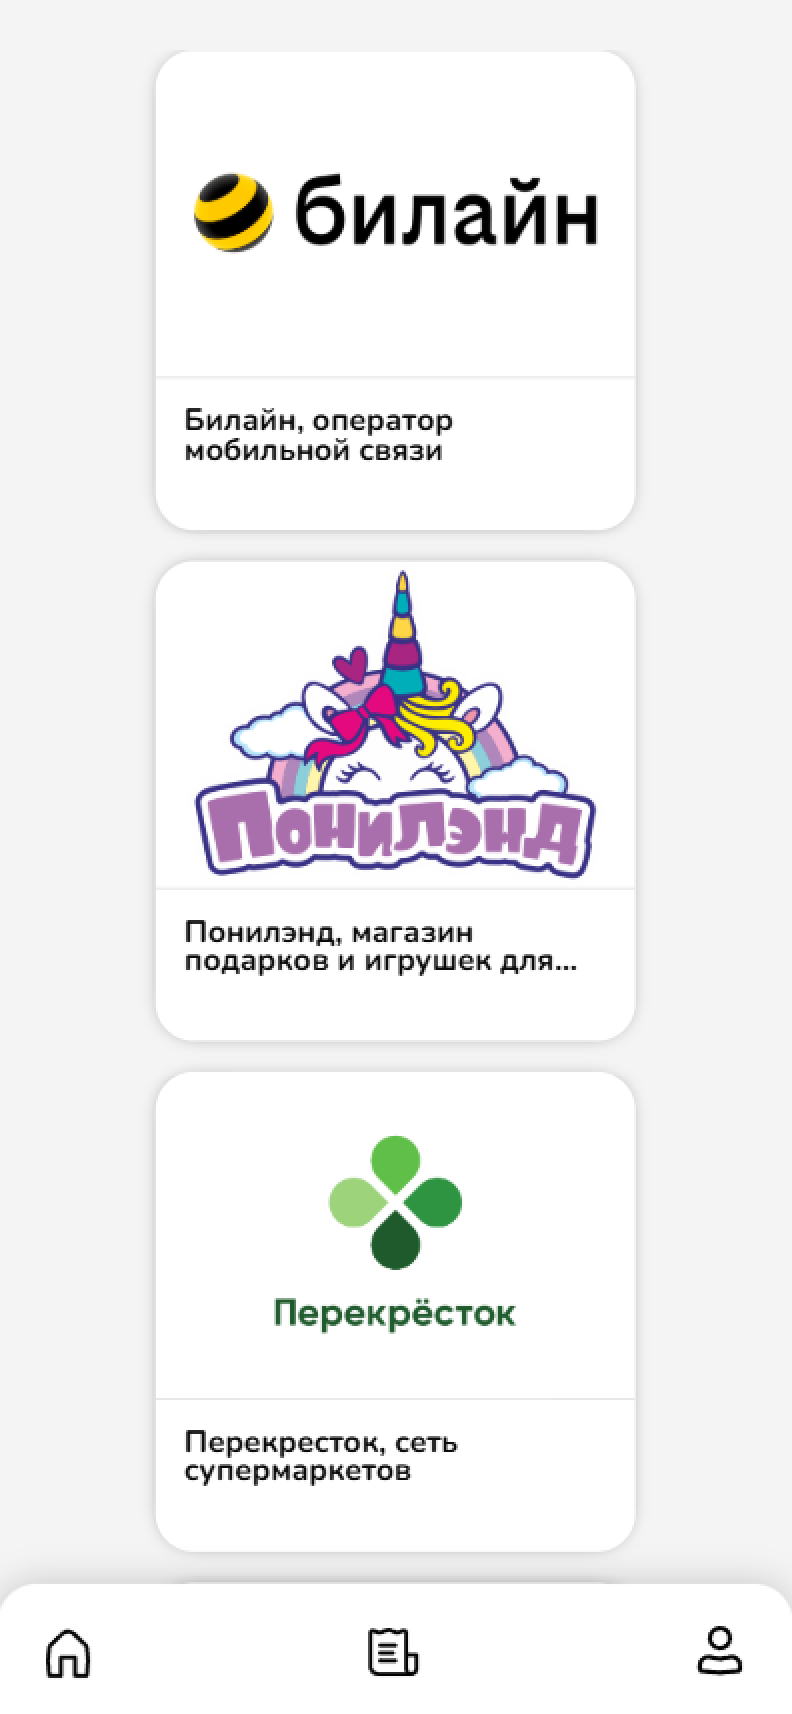 билайн
Билайн, оператор
мобильной связи
Понилэнд
Понилэнд, магазин
подарков и игрушек для...
Перекрёсток
Перекресток, сеть
супермаркетов